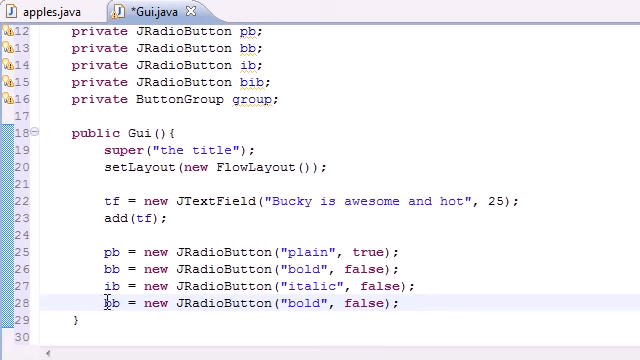 apples.java
*Gui.java
12 private JRadioButton pb;
13 private JRadioButton bb;
14 private JRadioButton ib;
15 private JRadioButton bib;
16 private ButtonGroup group;
17
18 public Gui(){
19 super("the title");
20 setLayout(new FlowLayout());
21
22 tf = new JTextField("Bucky is awesome and hot", 25);
23 add(tf);
24
25 pb = new JRadioButton("plain", true);
26 bb = new JRadioButton("bold", false);
27 ib = new JRadioButton("italic", false);
28 bb = new JRadioButton("bold", false);
29 }
30